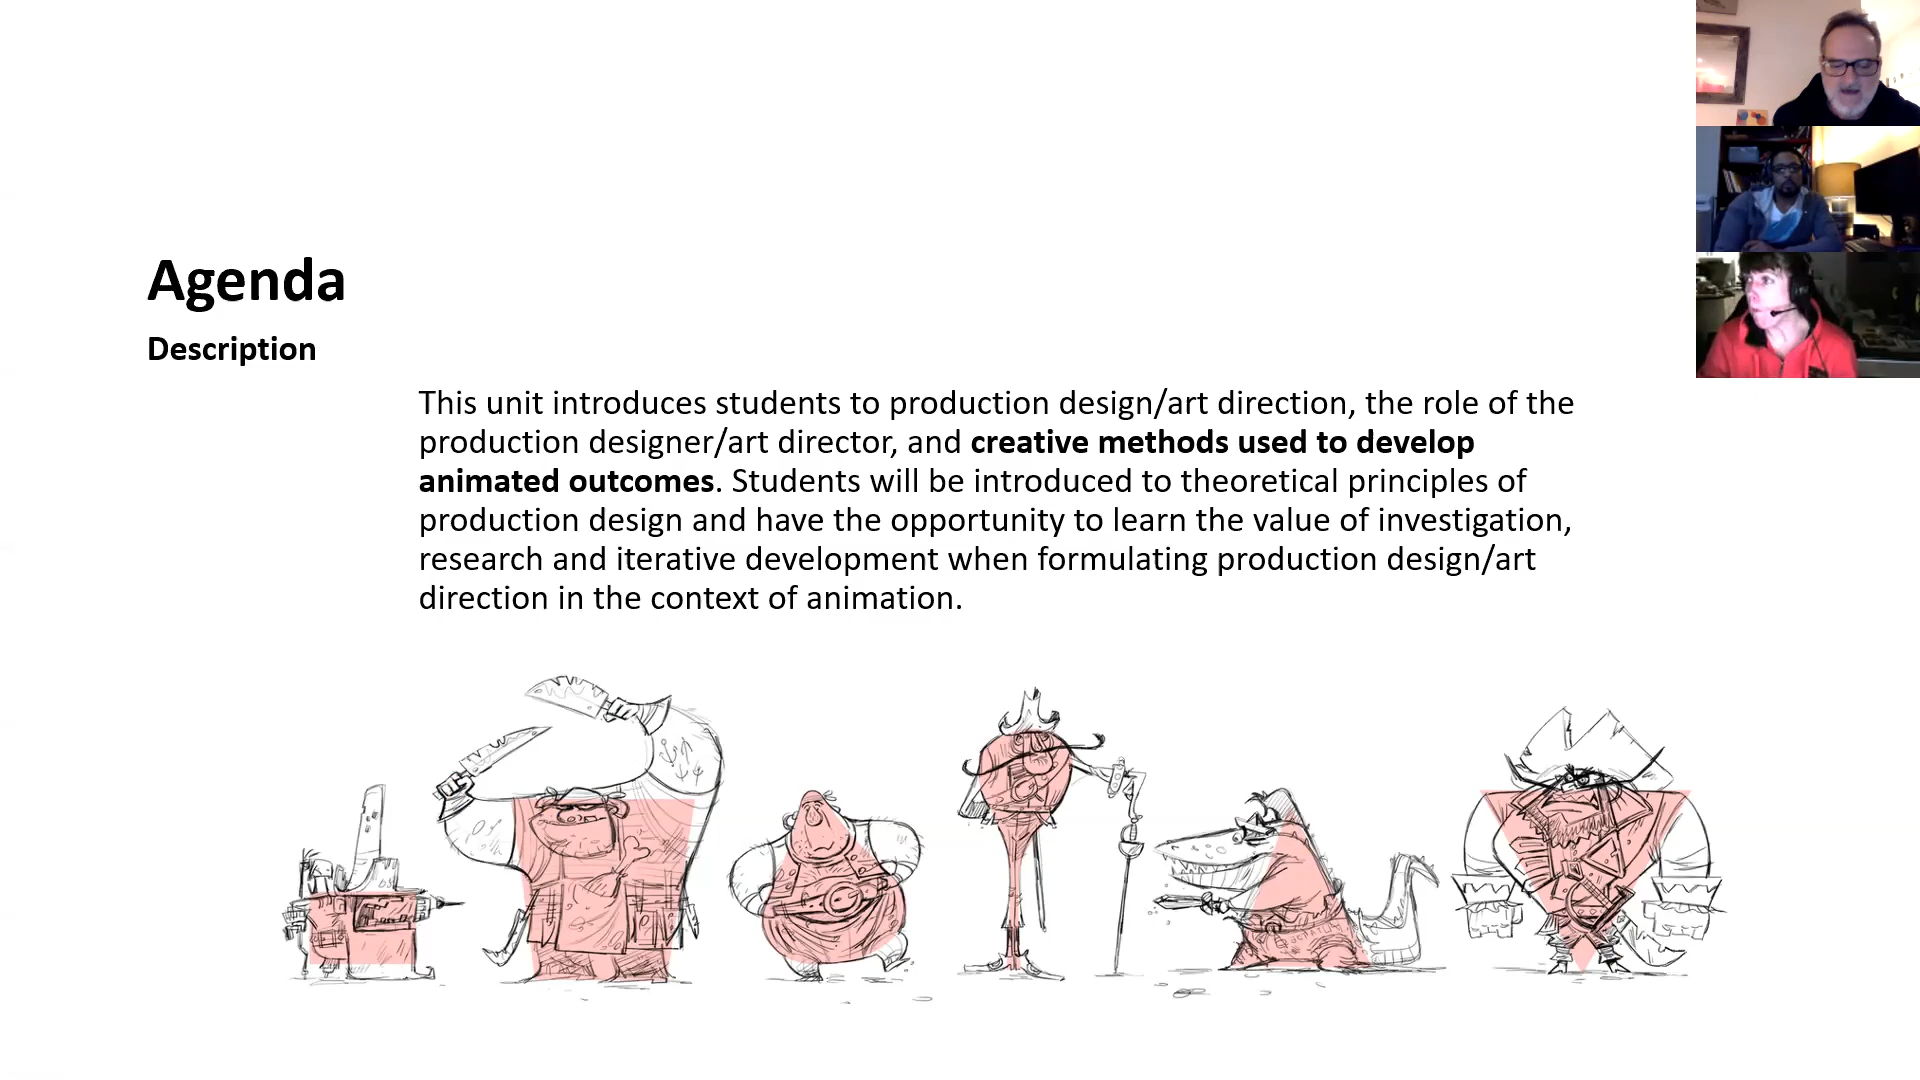 Agenda
Description
This unit introduces students to production design/art direction, the role of the
production designer/art director, and creative methods used to develop
animated outcomes. Students will be introduced to theoretical principles of
production design and have the opportunity to learn the value of investigation,
research and iterative development when formulating production design/art
direction in the context of animation.